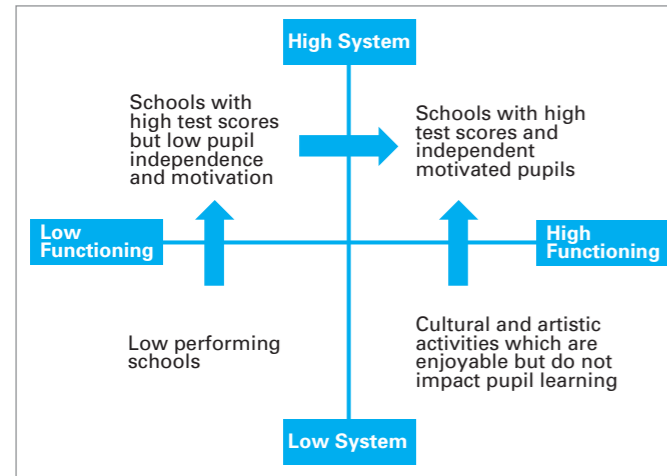 High System
Schools with
high test scores
but low pupil
independence
and motivation
Schools with high
test scores and
independent
motivated pupils
Low
Functioning
High
Functioning
Low performing
schools
Cultural and artistic
activities which are
enjoyable but do not
impact pupil learning
Low System